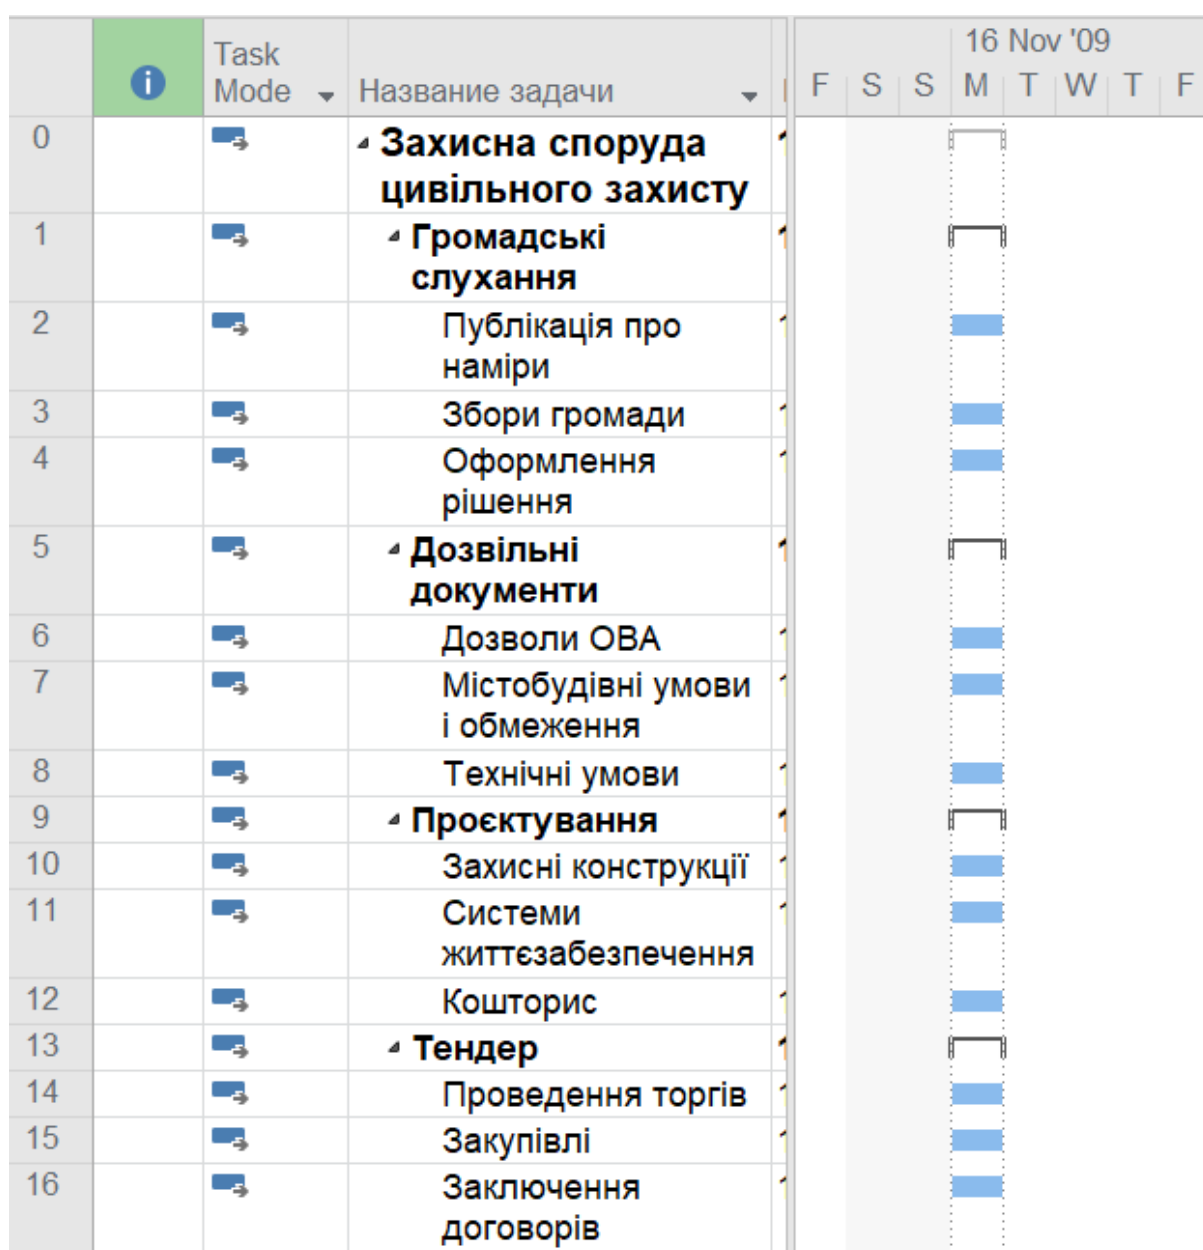 16 Nov '09
Task
Mode
Название задачи
F S S M T W T F
0 Захисна споруда
цивільного захисту
1 Громадські
слухання
2 Публікація про
наміри
3 Збори громади
4 Оформлення
рішення
5 Дозвільні
документи
6 Дозволи ОВА
7 Містобудівні умови
і обмеження
8 Технічні умови
9 Проєктування
10 Захисні конструкції
11 Системи
життєзабезпечення
12 Кошторис
13 Тендер
14 Проведення торгів
15 Закупівлі
16 Заключення
договорів